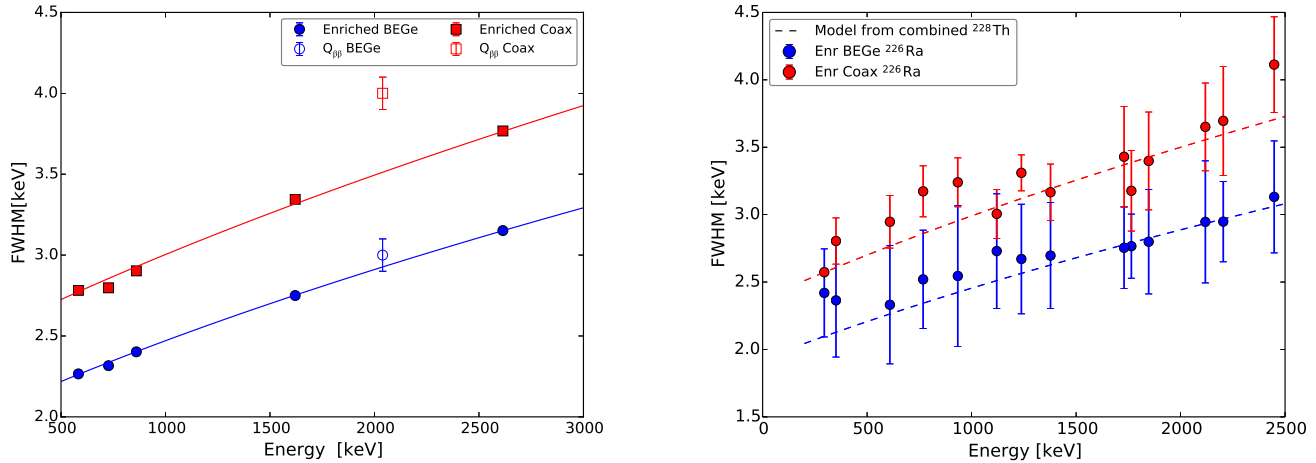 4.5
4.0
3.5
3.0
2.5
2.0
FWHM[keV]
500
1000
1500
2000
2500
3000
Energy [keV]
Enriched BEGe
Qββ BEGe
Enriched Coax
Qββ Coax
4.5
4.0
3.5
3.0
2.5
2.0
1.5
FWHM [keV]
0
500
1000
1500
2000
2500
Energy [keV]
Model from combined ²²⁸Th
Enr BEGe ²²⁶Ra
Enr Coax ²²⁶Ra